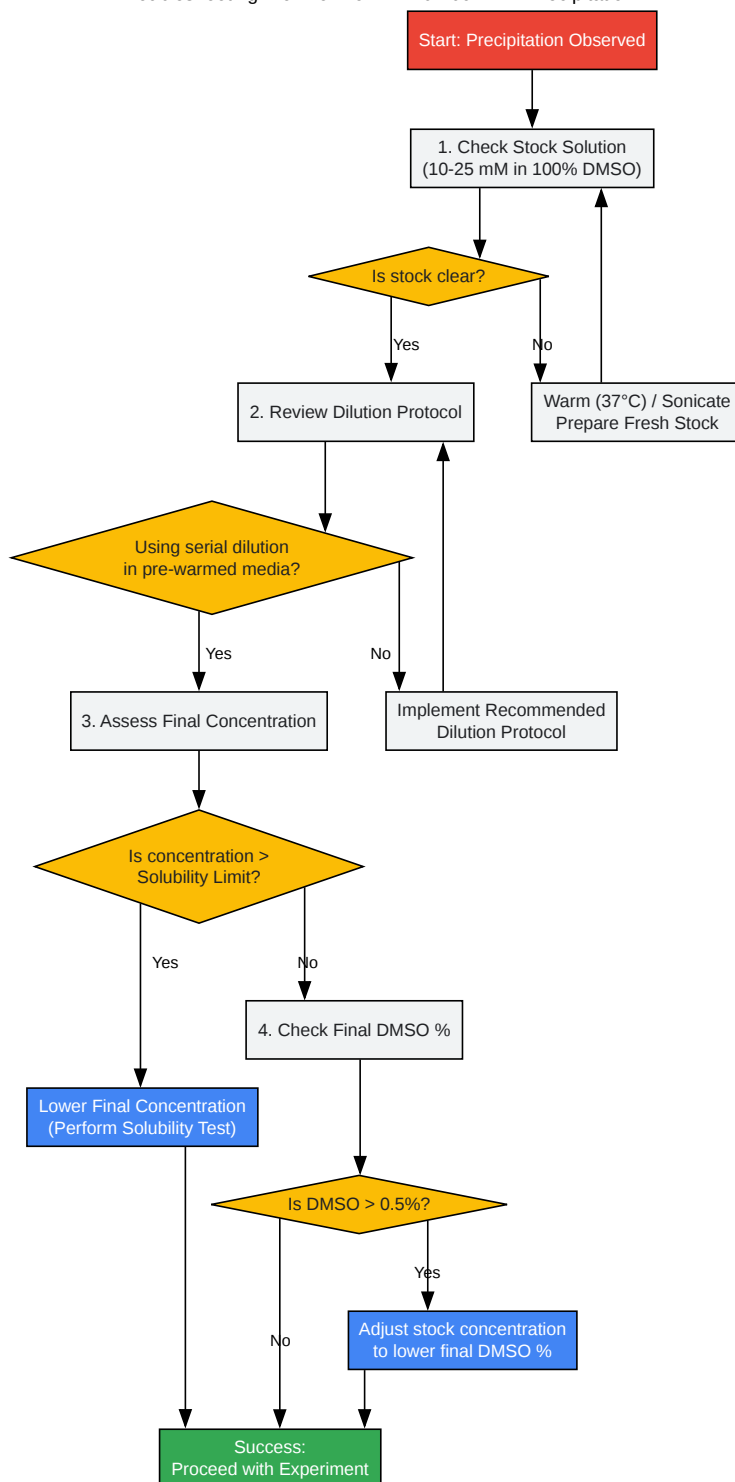 Start: Precipitation Observed
1. Check Stock Solution
(10-25 mM in 100% DMSO)
Is stock clear?
Yes
No
2. Review Dilution Protocol
Warm (37°C) / Sonicate
Prepare Fresh Stock
Using serial dilution
in pre-warmed media?
Yes
No
3. Assess Final Concentration
Implement Recommended
Dilution Protocol
Is concentration >
Solubility Limit?
Yes
No
4. Check Final DMSO %
Lower Final Concentration
(Perform Solubility Test)
Is DMSO > 0.5%?
Yes
No
Adjust stock concentration
to lower final DMSO %
Success:
Proceed with Experiment